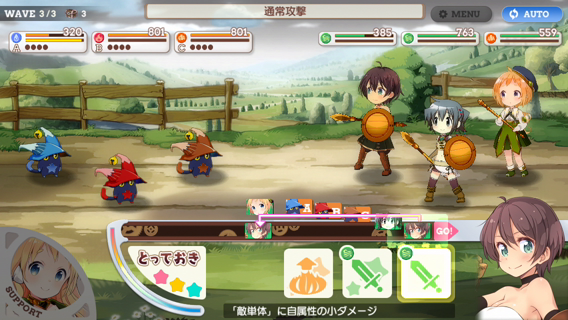 WAVE 3/3 3
通常攻撃
MENU
AUTO
320
801
801
385
763
559
A
B
C
A
B
C
GO!
とっておき
SUPPORT
「敵単体」に自属性の小ダメージ